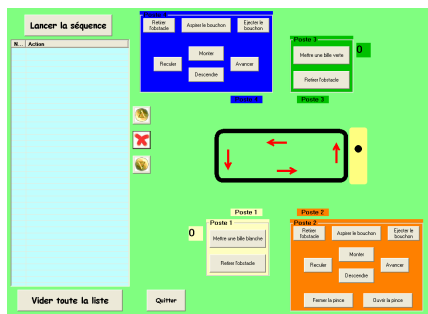 Lancer la séquence
N... Action
Retirer l'obstacle
Aspirer le bouchon
Ejecter le bouchon
Monter
Reculer
Avancer
Descendre
Poste 3
0
Mettre une bille verte
Retirer l'obstacle
Poste 3
Poste 1
Poste 2
Poste 1
0
Mettre une bille blanche
Retirer l'obstacle
Poste 2
Retirer l'obstacle
Aspirer le bouchon
Ejecter le bouchon
Monter
Reculer
Avancer
Descendre
Fermer la pince
Ouvrir la pince
Vider toute la liste
Quitter